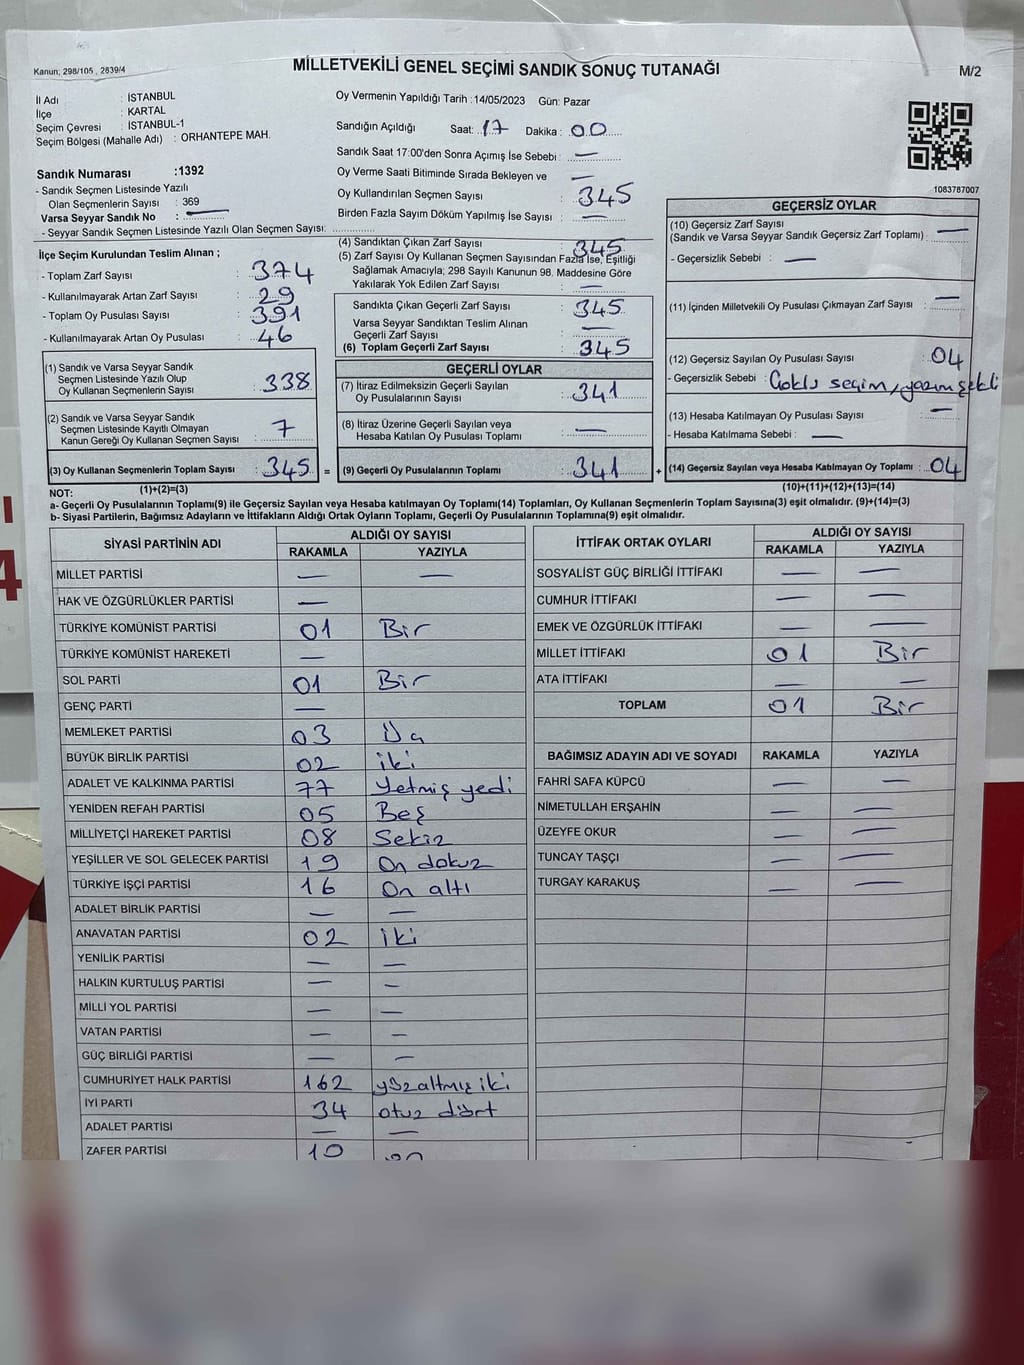 Kanun; 298/105 , 2839/4
MİLLETVEKİLİ GENEL SEÇİMİ SANDIK SONUÇ TUTANAĞI
M/2
İl Adı : İSTANBUL
İlçe : KARTAL
Seçim Çevresi : İSTANBUL-1
Seçim Bölgesi (Mahalle Adı) : ORHANTEPE MAH.
Sandık Numarası :1392
- Sandık Seçmen Listesinde Yazılı
Olan Seçmenlerin Sayısı : 369
Varsa Seyyar Sandık No : —
- Seyyar Sandık Seçmen Listesinde Yazılı Olan Seçmen Sayısı:
Oy Vermenin Yapıldığı Tarih :14/05/2023 Gün: Pazar
Sandığın Açıldığı Saat: 17 Dakika : 00
Sandık Saat 17:00'den Sonra Açımış İse Sebebi : —
Oy Verme Saati Bitiminde Sırada Bekleyen ve —
Oy Kullandırılan Seçmen Sayısı 345
Birden Fazla Sayım Döküm Yapılmış İse Sayısı : —
1083787007
İlçe Seçim Kurulundan Teslim Alınan ;
- Toplam Zarf Sayısı : 374
- Kullanılmayarak Artan Zarf Sayısı : 29
- Toplam Oy Pusulası Sayısı : 391
- Kullanılmayarak Artan Oy Pusulası : 46
(1) Sandık ve Varsa Seyyar Sandık
Seçmen Listesinde Yazılı Olup
Oy Kullanan Seçmenlerin Sayısı : 338
(2) Sandık ve Varsa Seyyar Sandık
Seçmen Listesinde Kayıtlı Olmayan
Kanun Gereği Oy Kullanan Seçmen Sayısı : 7
(3) Oy Kullanan Seçmenlerin Toplam Sayısı : 345 =
(1)+(2)=(3)
(4) Sandıktan Çıkan Zarf Sayısı : 345
(5) Zarf Sayısı Oy Kullanan Seçmen Sayısından Fazla İse, Eşitliği
Sağlamak Amacıyla; 298 Sayılı Kanunun 98. Maddesine Göre
Yakılarak Yok Edilen Zarf Sayısı : —
Sandıkta Çıkan Geçerli Zarf Sayısı : 345
Varsa Seyyar Sandıktan Teslim Alınan
Geçerli Zarf Sayısı : —
(6) Toplam Geçerli Zarf Sayısı : 345
GEÇERLİ OYLAR
(7) İtiraz Edilmeksizin Geçerli Sayılan
Oy Pusulalarının Sayısı : 341
(8) İtiraz Üzerine Geçerli Sayılan veya
Hesaba Katılan Oy Pusulası Toplamı : —
(9) Geçerli Oy Pusulalarının Toplamı : 341 +
GEÇERSİZ OYLAR
(10) Geçersiz Zarf Sayısı
(Sandık ve Varsa Seyyar Sandık Geçersiz Zarf Toplamı) : —
- Geçersizlik Sebebi : —
(11) İçinden Milletvekili Oy Pusulası Çıkmayan Zarf Sayısı : —
(12) Geçersiz Sayılan Oy Pusulası Sayısı : 04
- Geçersizlik Sebebi : Çoklu seçim, yazım şekli
(13) Hesaba Katılmayan Oy Pusulası Sayısı : —
- Hesaba Katılmama Sebebi : —
(14) Geçersiz Sayılan veya Hesaba Katılmayan Oy Toplamı : 04
(10)+(11)+(12)+(13)=(14)
NOT:
a- Geçerli Oy Pusulalarının Toplamı(9) ile Geçersiz Sayılan veya Hesaba katılmayan Oy Toplamı(14) Toplamları, Oy Kullanan Seçmenlerin Toplam Sayısına(3) eşit olmalıdır. (9)+(14)=(3)
b- Siyasi Partilerin, Bağımsız Adayların ve İttifakların Aldığı Ortak Oyların Toplamı, Geçerli Oy Pusulalarının Toplamına(9) eşit olmalıdır.
SİYASİ PARTİNİN ADI ALDIĞI OY SAYISI
RAKAMLA YAZIYLA
MİLLET PARTİSİ — —
HAK VE ÖZGÜRLÜKLER PARTİSİ —
TÜRKİYE KOMÜNİST PARTİSİ 01 Bir
TÜRKİYE KOMÜNİST HAREKETİ —
SOL PARTİ 01 Bir
GENÇ PARTİ —
MEMLEKET PARTİSİ 03 Üç
BÜYÜK BİRLİK PARTİSİ 02 iki
ADALET VE KALKINMA PARTİSİ 77 Yetmiş yedi
YENİDEN REFAH PARTİSİ 05 Beş
MİLLİYETÇİ HAREKET PARTİSİ 08 Sekiz
YEŞİLLER VE SOL GELECEK PARTİSİ 19 On dokuz
TÜRKİYE İŞÇİ PARTİSİ 16 On altı
ADALET BİRLİK PARTİSİ — —
ANAVATAN PARTİSİ 02 iki
YENİLİK PARTİSİ — —
HALKIN KURTULUŞ PARTİSİ — —
MİLLİ YOL PARTİSİ — —
VATAN PARTİSİ — —
GÜÇ BİRLİĞİ PARTİSİ — —
CUMHURİYET HALK PARTİSİ 162 yüzaltmış iki
İYİ PARTİ 34 otuz dört
ADALET PARTİSİ — —
ZAFER PARTİSİ 10
İTTİFAK ORTAK OYLARI ALDIĞI OY SAYISI
RAKAMLA YAZIYLA
SOSYALİST GÜÇ BİRLİĞİ İTTİFAKI — —
CUMHUR İTTİFAKI — —
EMEK VE ÖZGÜRLÜK İTTİFAKI — —
MİLLET İTTİFAKI 01 Bir
ATA İTTİFAKI — —
TOPLAM 01 Bir
BAĞIMSIZ ADAYIN ADI VE SOYADI RAKAMLA YAZIYLA
FAHRİ SAFA KÜPCÜ — —
NİMETULLAH ERŞAHİN — —
ÜZEYFE OKUR — —
TUNCAY TAŞÇI — —
TURGAY KARAKUŞ — —